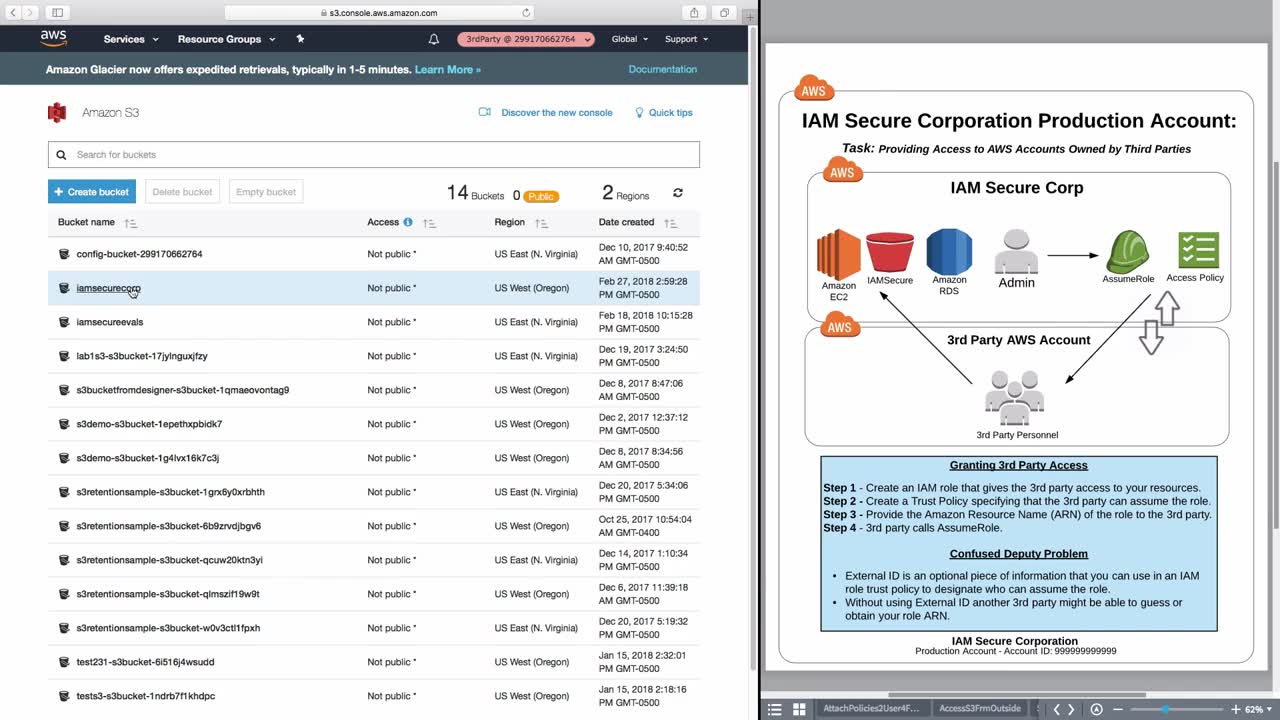 s3.console.aws.amazon.com
aws Services Resource Groups 3rdParty @ 299170662764 Global Support
Amazon Glacier now offers expedited retrievals, typically in 1-5 minutes. Learn More » Documentation
Amazon S3 Discover the new console Quick tips
Search for buckets
+ Create bucket Delete bucket Empty bucket 14 Buckets 0 Public 2 Regions
Bucket name Access Region Date created
config-bucket-299170662764 Not public * US East (N. Virginia) Dec 10, 2017 9:40:52
AM GMT-0500
iamsecurecorp Not public * US West (Oregon) Feb 27, 2018 2:59:28
PM GMT-0500
iamsecureevals Not public * US East (N. Virginia) Feb 18, 2018 10:15:28
PM GMT-0500
lab1s3-s3bucket-17jylnguxjfzy Not public * US East (N. Virginia) Dec 19, 2017 3:24:50
PM GMT-0500
s3bucketfromdesigner-s3bucket-1qmaeovontag9 Not public * US West (Oregon) Dec 8, 2017 8:47:06
AM GMT-0500
s3demo-s3bucket-1epethxpbidk7 Not public * US West (Oregon) Dec 2, 2017 12:37:12
PM GMT-0500
s3demo-s3bucket-1g4lvx16k7c3j Not public * US West (Oregon) Dec 8, 2017 8:34:56
AM GMT-0500
s3retentionsample-s3bucket-1grx6y0xrbhth Not public * US East (N. Virginia) Dec 20, 2017 5:34:06
PM GMT-0500
s3retentionsample-s3bucket-6b9zrvdjbgv6 Not public * US West (Oregon) Oct 25, 2017 10:54:04
AM GMT-0400
s3retentionsample-s3bucket-qcuw20ktn3yi Not public * US East (N. Virginia) Dec 14, 2017 1:10:34
PM GMT-0500
s3retentionsample-s3bucket-qlmszif19w9t Not public * US West (Oregon) Dec 6, 2017 11:39:18
AM GMT-0500
s3retentionsample-s3bucket-w0v3ctl1fpxh Not public * US East (N. Virginia) Dec 20, 2017 5:19:32
PM GMT-0500
test231-s3bucket-6i516j4wsudd Not public * US West (Oregon) Jan 15, 2018 2:32:01
PM GMT-0500
tests3-s3bucket-1ndrb7f1khdpc Not public * US West (Oregon) Jan 15, 2018 2:18:16
PM GMT-0500
AWS
IAM Secure Corporation Production Account:
Task: Providing Access to AWS Accounts Owned by Third Parties
AWS
IAM Secure Corp
Amazon
EC2
IAMSecure
Amazon
RDS
Admin
AssumeRole
Access Policy
AWS
3rd Party AWS Account
3rd Party Personnel
Granting 3rd Party Access
Step 1 - Create an IAM role that gives the 3rd party access to your resources.
Step 2 - Create a Trust Policy specifying that the 3rd party can assume the role.
Step 3 - Provide the Amazon Resource Name (ARN) of the role to the 3rd party.
Step 4 - 3rd party calls AssumeRole.
Confused Deputy Problem
• External ID is an optional piece of information that you can use in an IAM
role trust policy to designate who can assume the role.
• Without using External ID another 3rd party might be able to guess or
obtain your role ARN.
IAM Secure Corporation
Production Account - Account ID: 999999999999
AttachPolicies2User4F... AccessS3FrmOutside 62%